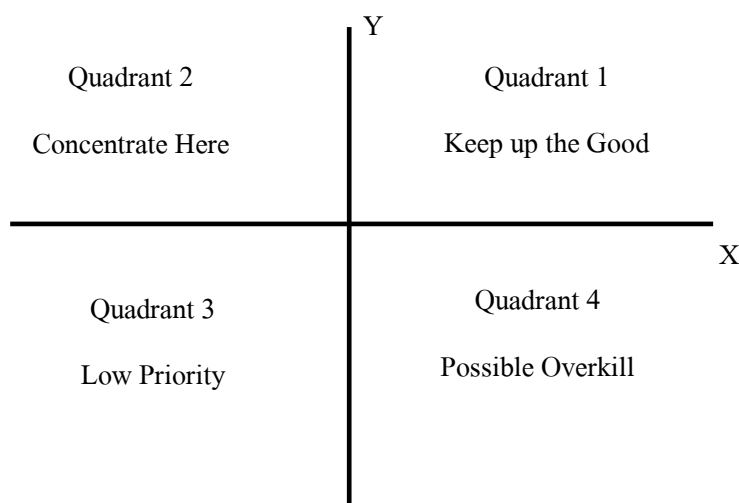 Y
Quadrant 2
Quadrant 1
Concentrate Here
Keep up the Good
X
Quadrant 3
Quadrant 4
Low Priority
Possible Overkill